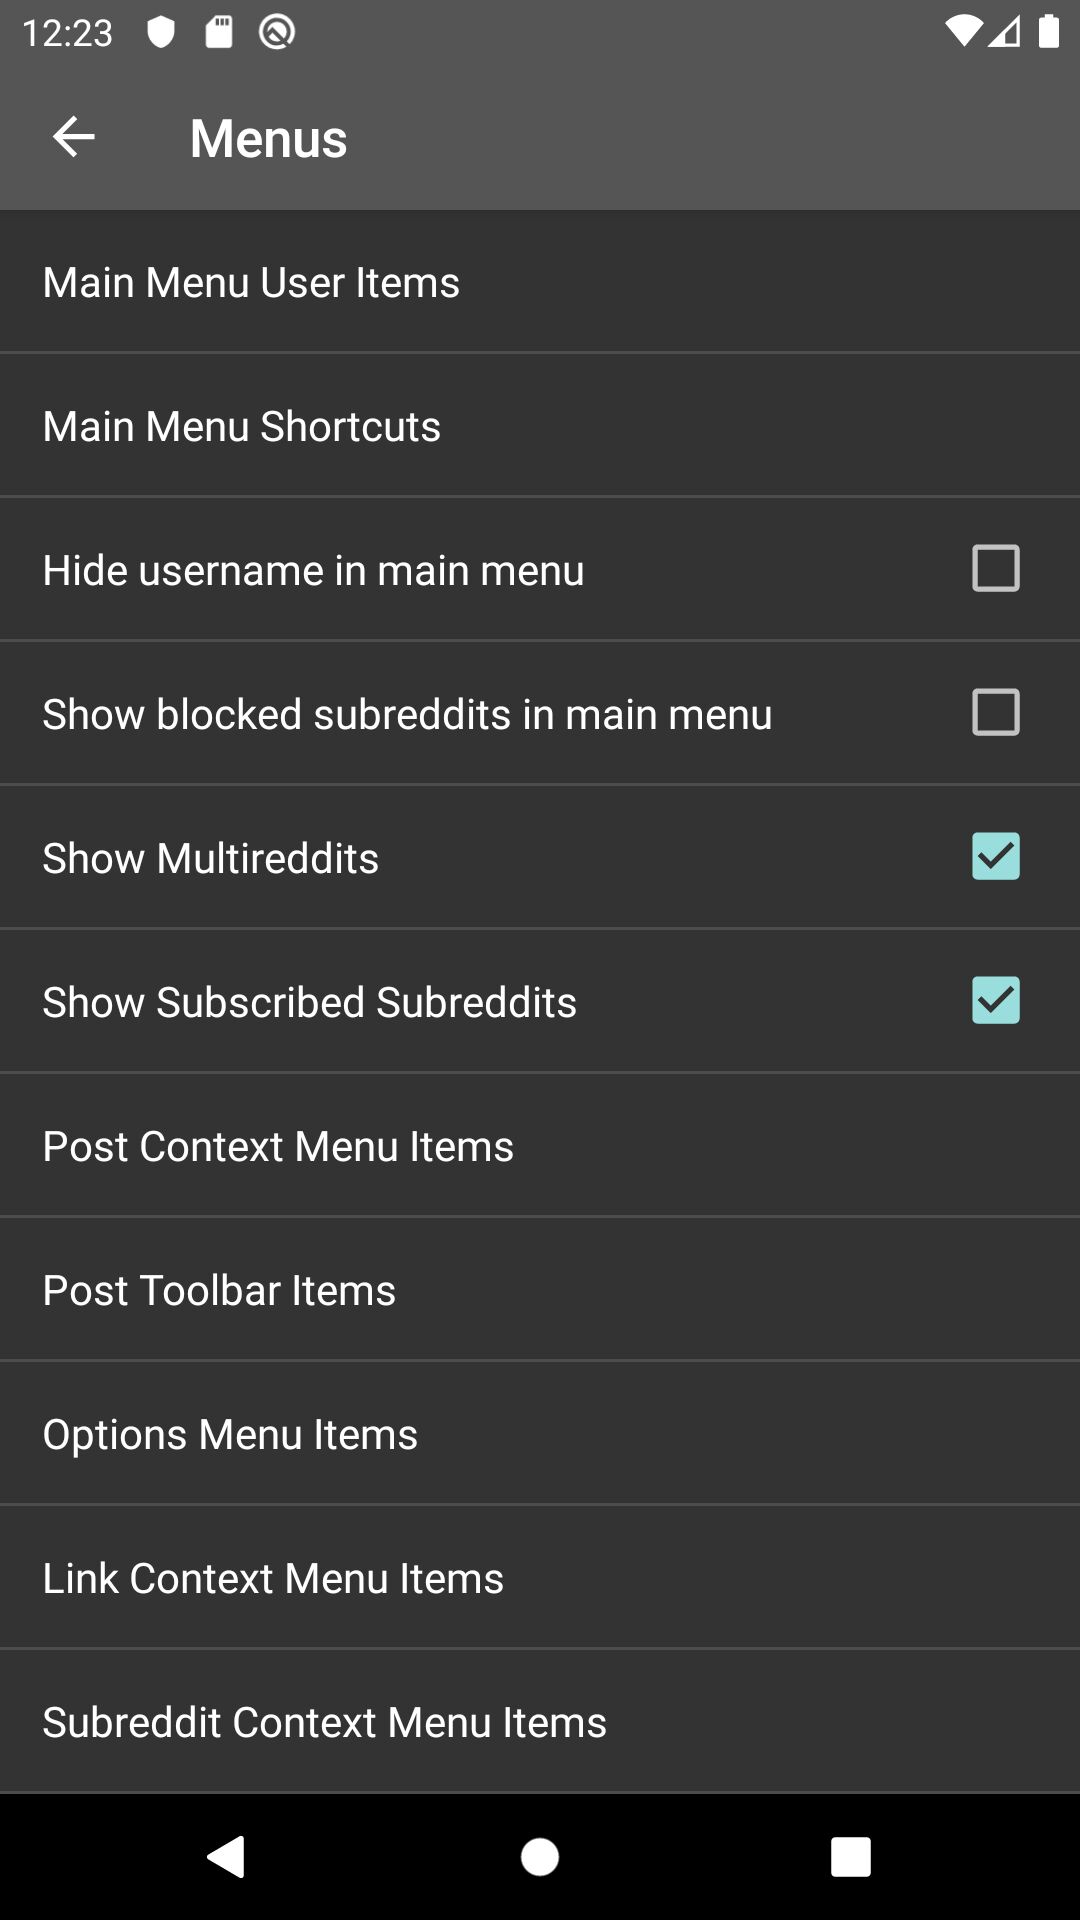 12:23
Menus
Main Menu User Items
Main Menu Shortcuts
Hide username in main menu
Show blocked subreddits in main menu
Show Multireddits
Show Subscribed Subreddits
Post Context Menu Items
Post Toolbar Items
Options Menu Items
Link Context Menu Items
Subreddit Context Menu Items